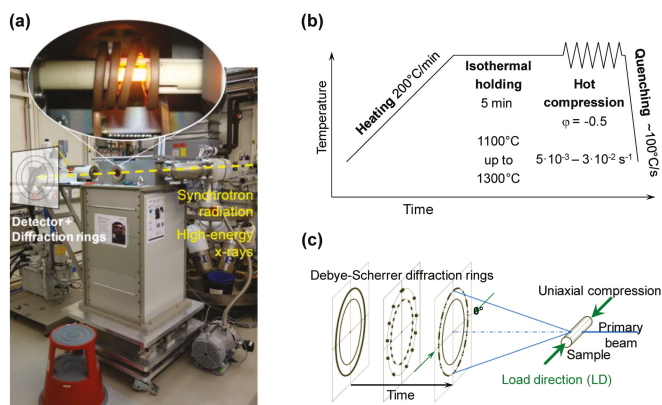 (a)
Synchrotron
radiation
High-energy
x-rays
Detector+
Diffraction rings
(b)
Temperature
Heating 200°C/min
Isothermal
holding
5 min
1100°C
up to
1300°C
Hot
compression
φ = -0.5
5·10⁻³ – 3·10⁻² s⁻¹
Quenching ~100°C/s
Time
(c)
Debye-Scherrer diffraction rings
θ°
Uniaxial compression
Primary
beam
Sample
Load direction (LD)
Time